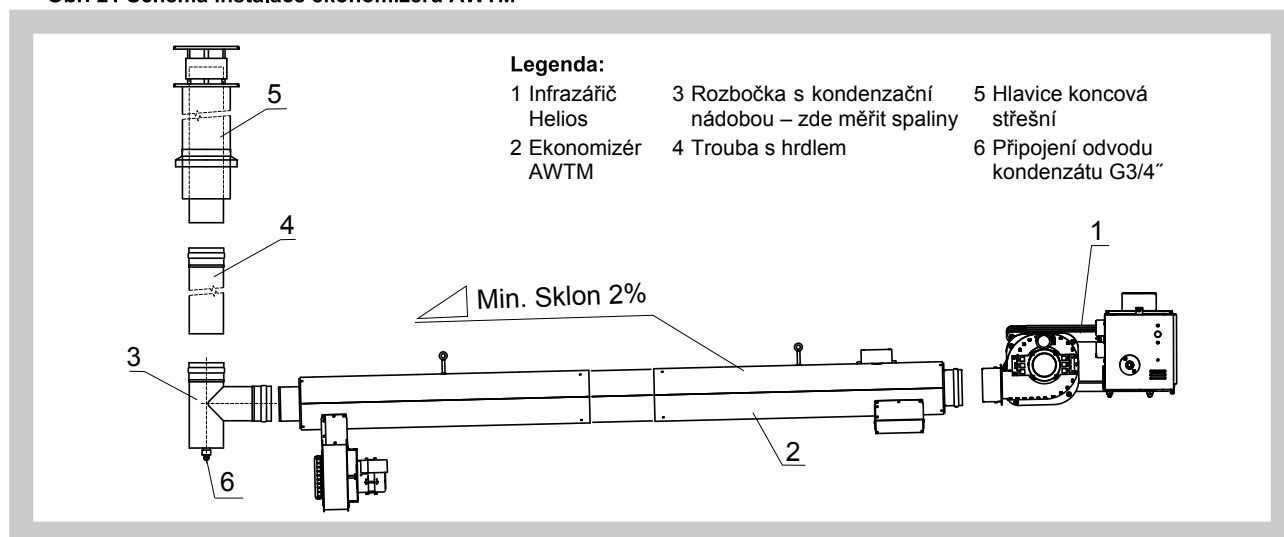 Legenda:
1 Infrazářič
Helios
2 Ekonomizér
AWTM
3 Rozbočka s kondenzační
nádobou – zde měřit spaliny
4 Trouba s hrdlem
5 Hlavice koncová
střešní
6 Připojení odvodu
kondenzátu G3/4˝
5
4
1
Min. Sklon 2%
3
2
6